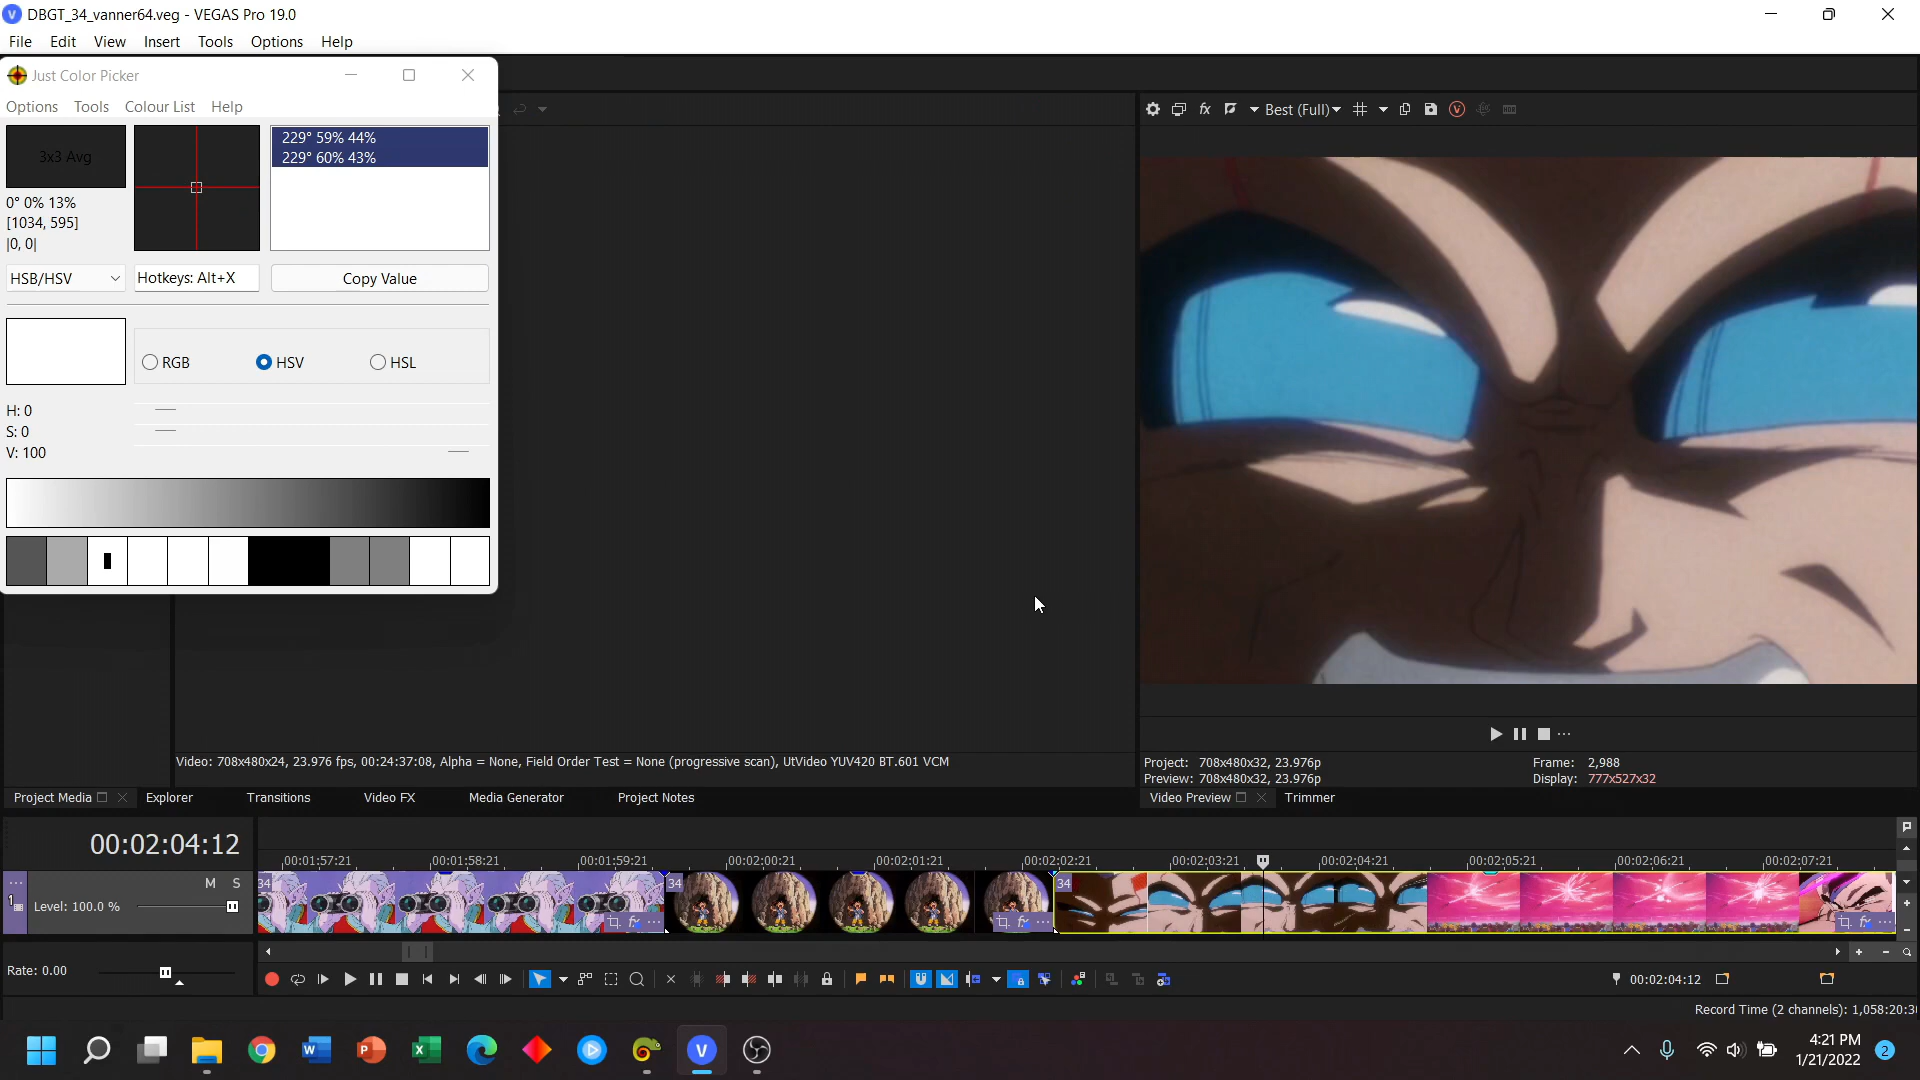 DBGT_34_vanner64.veg - VEGAS Pro 19.0
File Edit View Insert Tools Options Help
Just Color Picker
Options Tools Colour List Help
3x3 Avg
229° 59% 44%
229° 60% 43%
0° 0% 13%
[1034, 595]
|0, 0|
HSB/HSV
Hotkeys: Alt+X
Copy Value
RGB HSV HSL
H: 0
S: 0
V: 100
fx Best (Full)
Video: 708x480x24, 23.976 fps, 00:24:37:08, Alpha = None, Field Order Test = None (progressive scan), UtVideo YUV420 BT.601 VCM
Project: 708x480x32, 23.976p
Preview: 708x480x32, 23.976p
Frame: 2,988
Display: 777x527x32
Project Media Explorer Transitions Video FX Media Generator Project Notes
Video Preview Trimmer
00:02:04:12
00:01:57:21 00:01:58:21 00:01:59:21 00:02:00:21 00:02:01:21 00:02:02:21 00:02:03:21 00:02:04:21 00:02:05:21 00:02:06:21 00:02:07:21
M S
1 Level: 100.0 %
34 34 34
fx fx fx
Rate: 0.00
00:02:04:12
Record Time (2 channels): 1,058:20:3
4:21 PM
1/21/2022
2